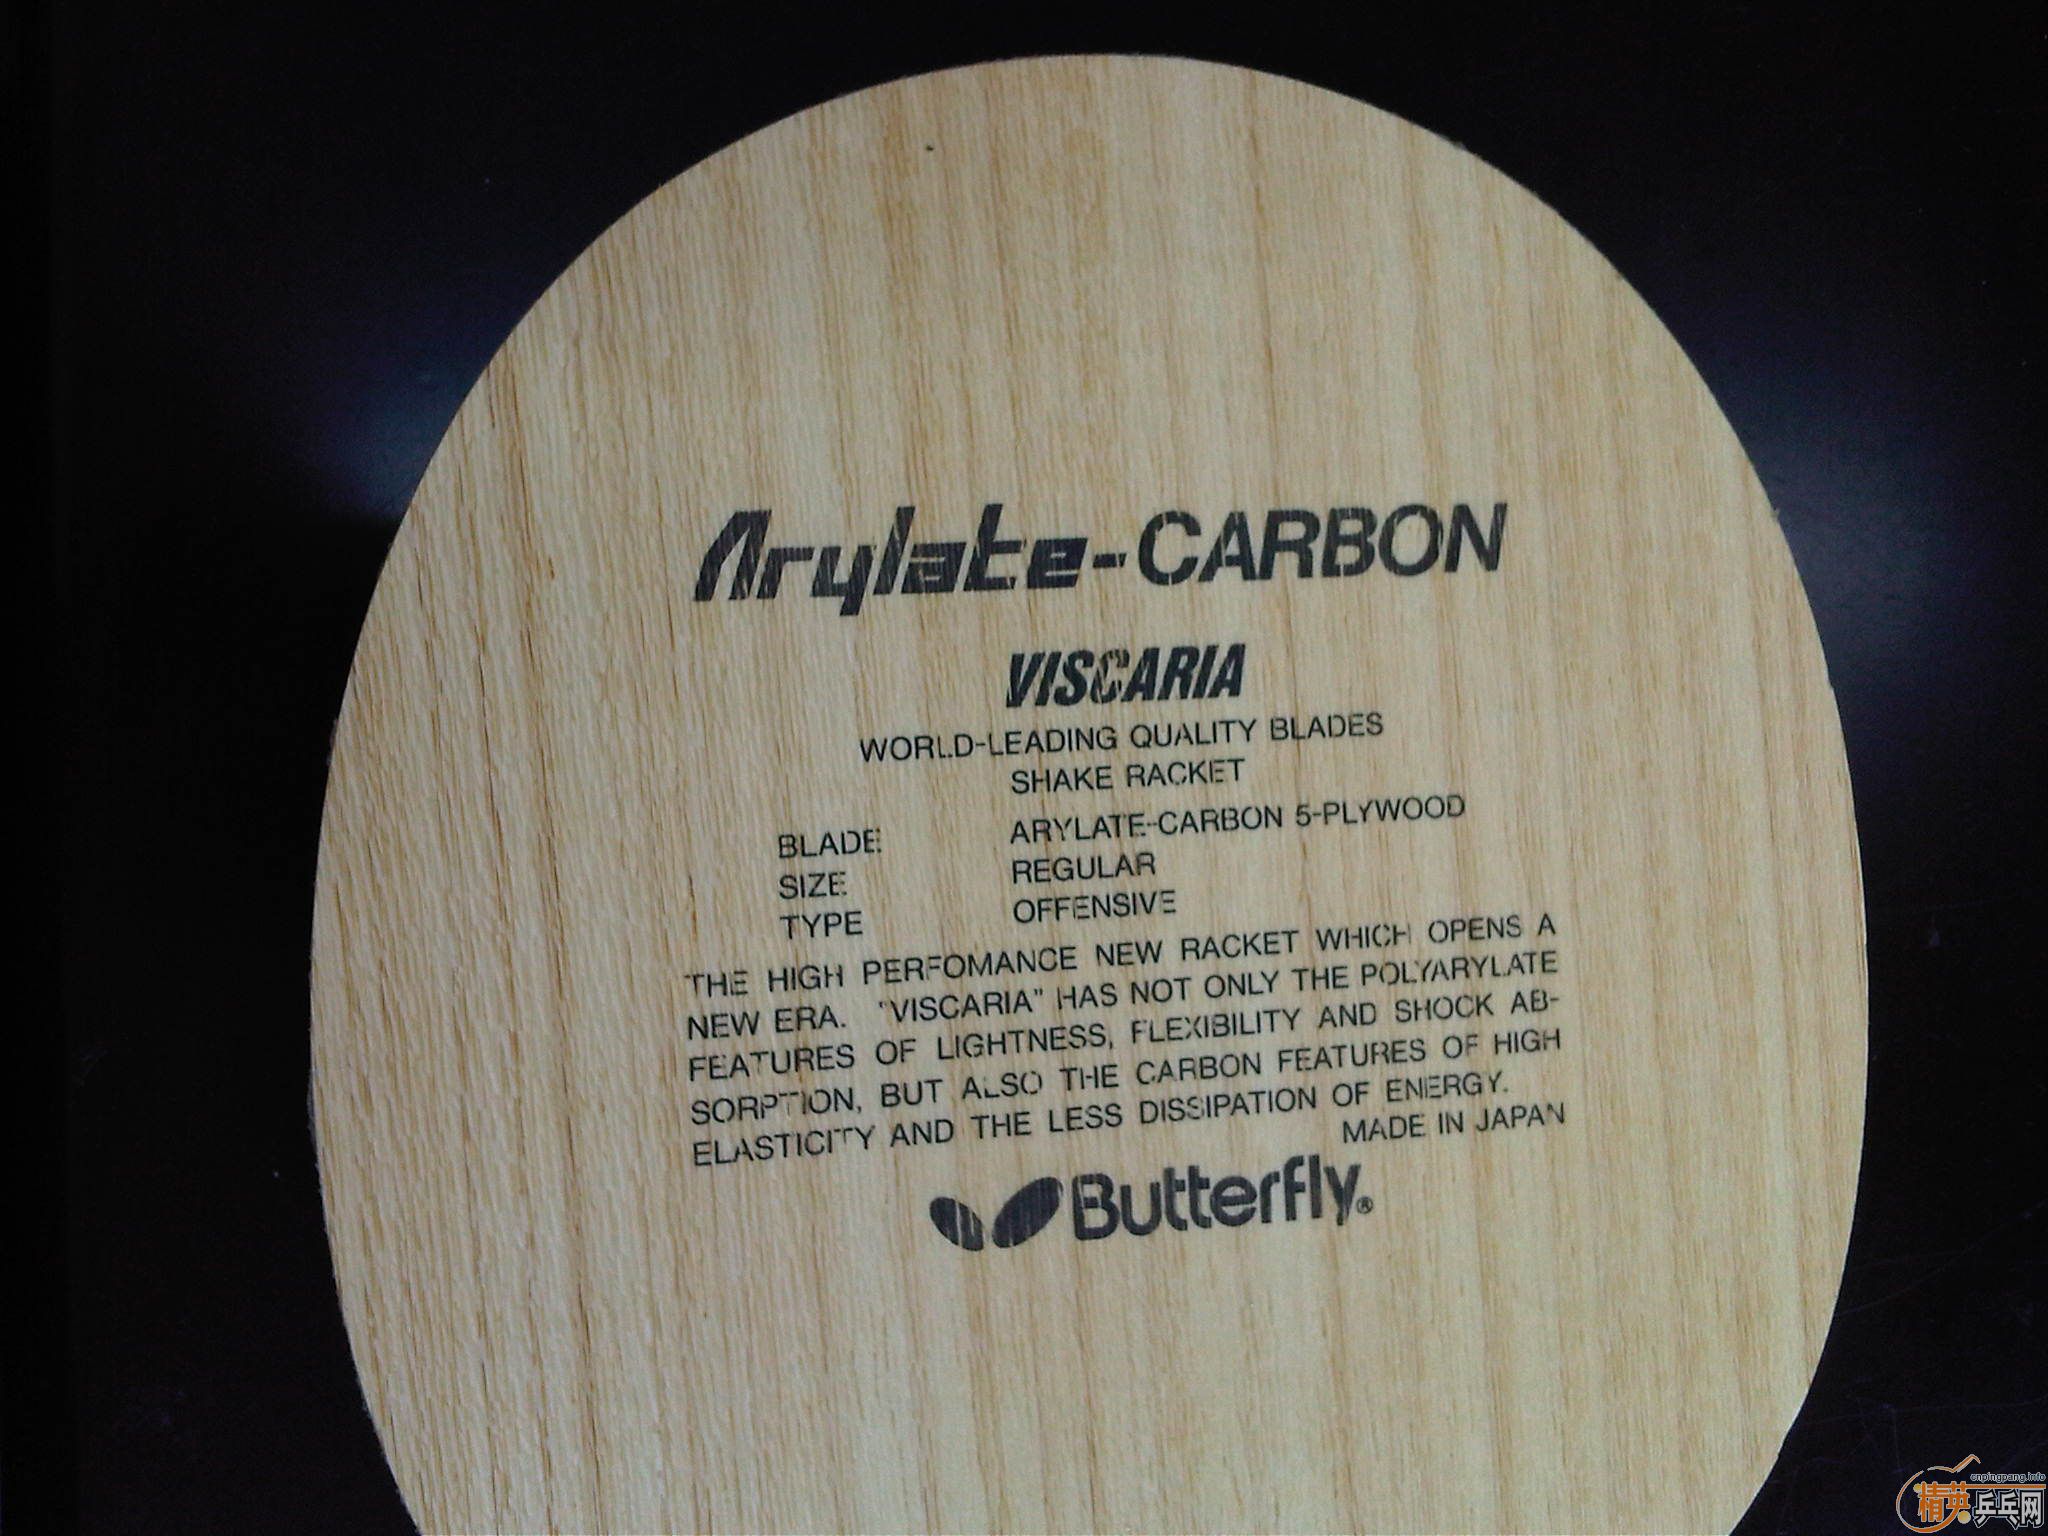 Arylate-CARBON
VISCARIA
WORLD-LEADING QUALITY BLADES
SHAKE RACKET
BLADE ARYLATE-CARBON 5-PLYWOOD
SIZE REGULAR
TYPE OFFENSIVE
THE HIGH PERFOMANCE NEW RACKET WHICH OPENS A
NEW ERA. "VISCARIA" HAS NOT ONLY THE POLYARYLATE
FEATURES OF LIGHTNESS, FLEXIBILITY AND SHOCK AB-
SORPTION, BUT ALSO THE CARBON FEATURES OF HIGH
ELASTICITY AND THE LESS DISSIPATION OF ENERGY.
MADE IN JAPAN
Butterfly®
cnpingpang.info
精英乒乓网